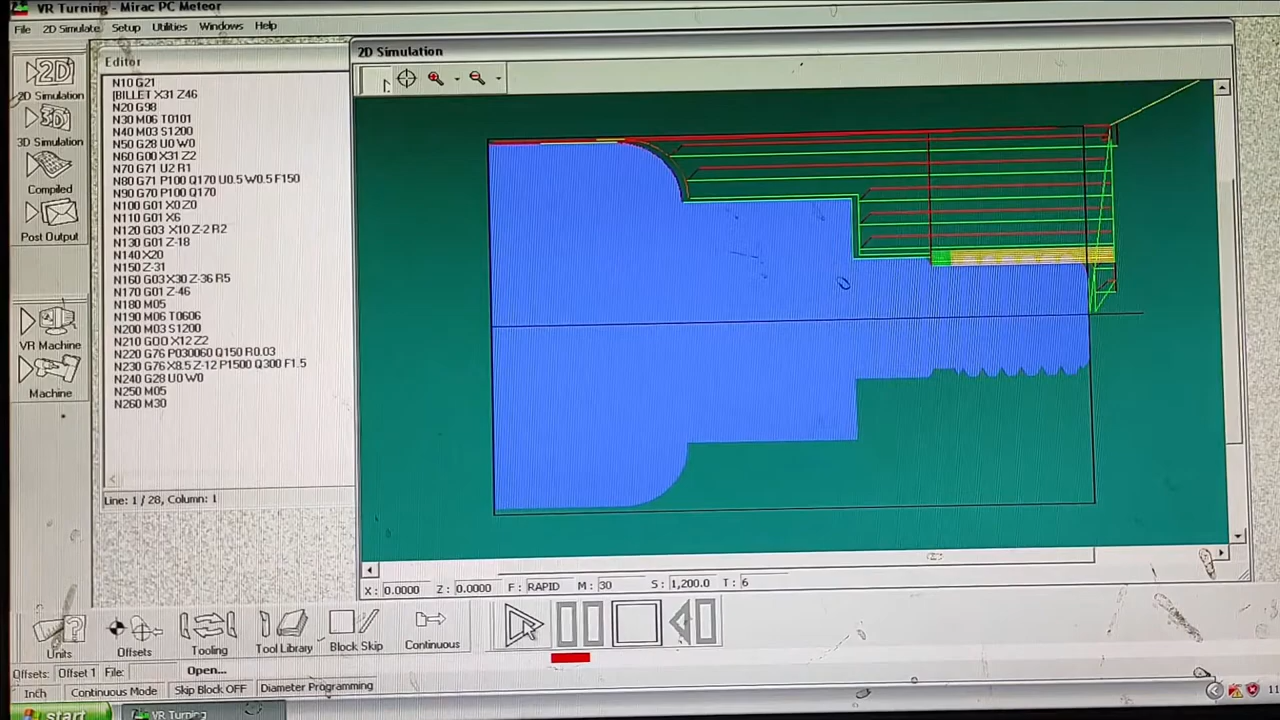 VR Turning - Mirac PC Meteor
File 2D Simulate Setup Utilities Windows Help
2D Simulation
3D Simulation
Compiled
Post Output
VR Machine
Machine
Editor
N10 G21
[BILLET X31 Z46
N20 G98
N30 M06 T0101
N40 M03 S1200
N50 G28 U0 W0
N60 G00 X31 Z2
N70 G71 U2 R1
N80 G71 P100 Q170 U0.5 W0.5 F150
N90 G70 P100 Q170
N100 G01 X0 Z0
N110 G01 X6
N120 G03 X10 Z-2 R2
N130 G01 Z-18
N140 X20
N150 Z-31
N160 G03 X30 Z-36 R5
N170 G01 Z-46
N180 M05
N190 M06 T0606
N200 M03 S1200
N210 GOO X12 Z2
N220 G76 P030060 Q150 R0.03
N230 G76 X8.5 Z-12 P1500 Q300 F1.5
N240 G28 U0 W0
N250 M05
N260 M30
Line: 1 / 28, Column: 1
2D Simulation
2D
3D
X: 0.0000 Z: 0.0000 F: RAPID M: 30 S: 1,200.0 T: 6
Units Offsets Tooling Tool Library Block Skip Continuous
Offsets: Offset 1 File: Open...
Inch Continuous Mode Skip Block OFF Diameter Programming
start VR Turning
11